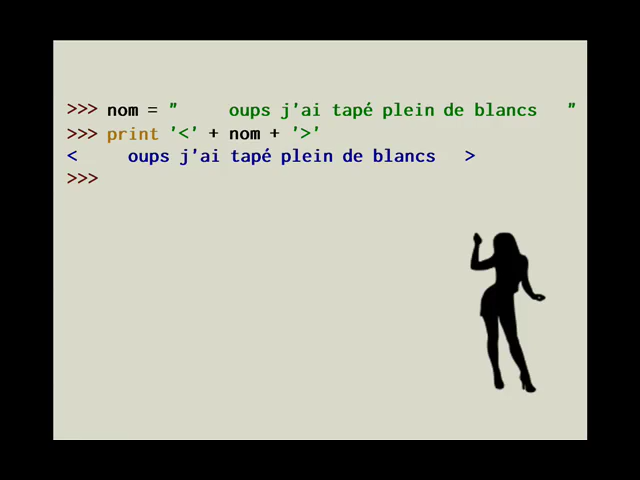 >>> nom = "     oups j'ai tapé plein de blancs   "
>>> print '<' + nom + '>'
<     oups j'ai tapé plein de blancs   >
>>>